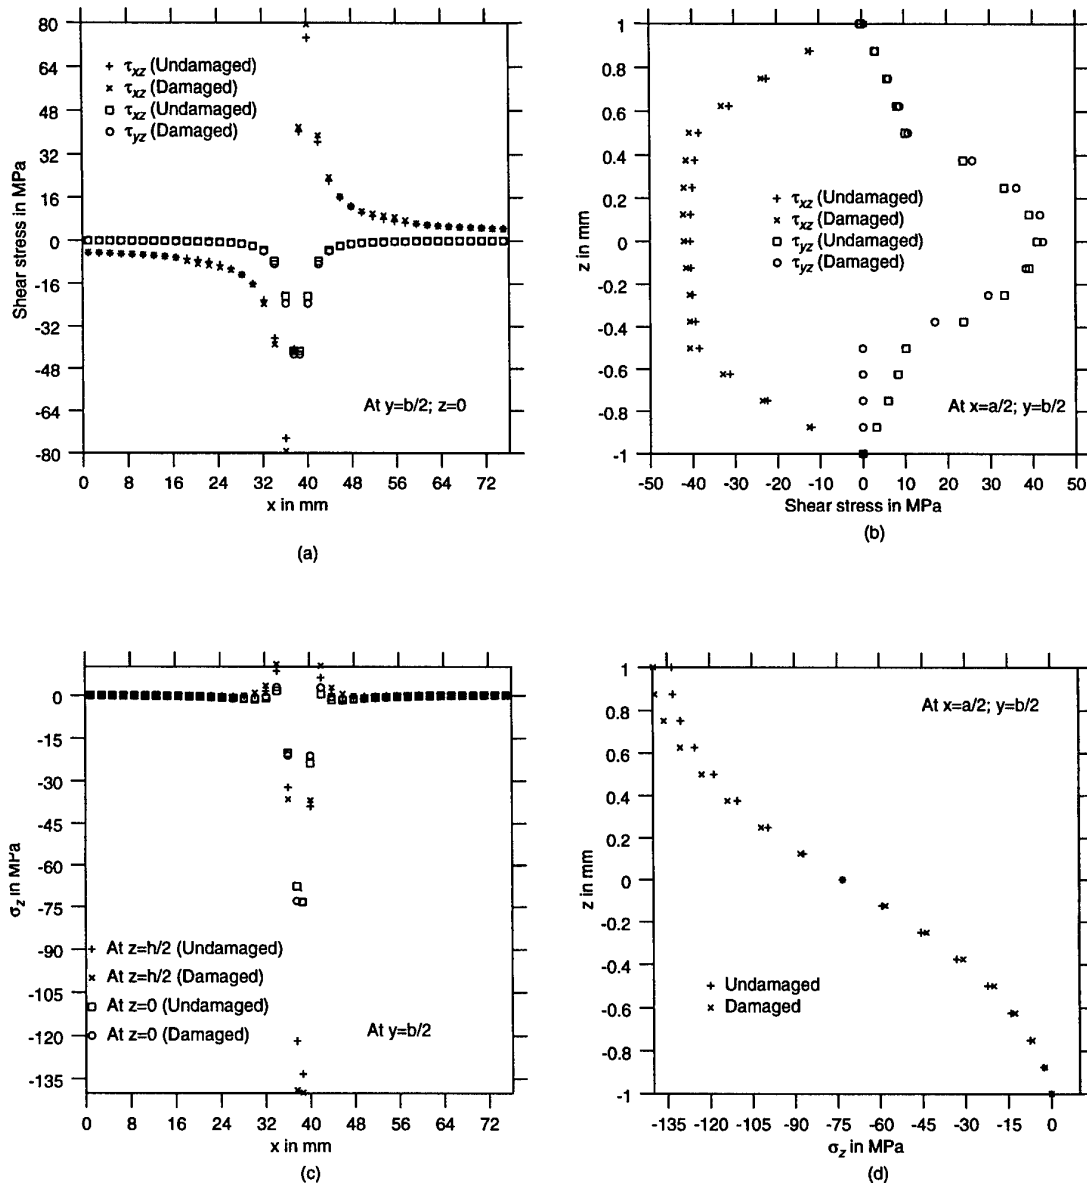 80
64
48
32
16
0
-16
-32
-48
-64
-80
Shear stress in MPa
τxz (Undamaged)
τxz (Damaged)
τxz (Undamaged)
τyz (Damaged)
At y=b/2; z=0
0 8 16 24 32 40 48 56 64 72
x in mm
(a)
1
0.8
0.6
0.4
0.2
0
-0.2
-0.4
-0.6
-0.8
-1
z in mm
τxz (Undamaged)
τxz (Damaged)
τyz (Undamaged)
τyz (Damaged)
At x=a/2; y=b/2
-50 -40 -30 -20 -10 0 10 20 30 40 50
Shear stress in MPa
(b)
0
-15
-30
-45
-60
-75
-90
-105
-120
-135
σz in MPa
At z=h/2 (Undamaged)
At z=h/2 (Damaged)
At z=0 (Undamaged)
At z=0 (Damaged)
At y=b/2
0 8 16 24 32 40 48 56 64 72
x in mm
(c)
1
0.8
0.6
0.4
0.2
0
-0.2
-0.4
-0.6
-0.8
-1
z in mm
At x=a/2; y=b/2
Undamaged
Damaged
-135 -120 -105 -90 -75 -60 -45 -30 -15 0
σz in MPa
(d)